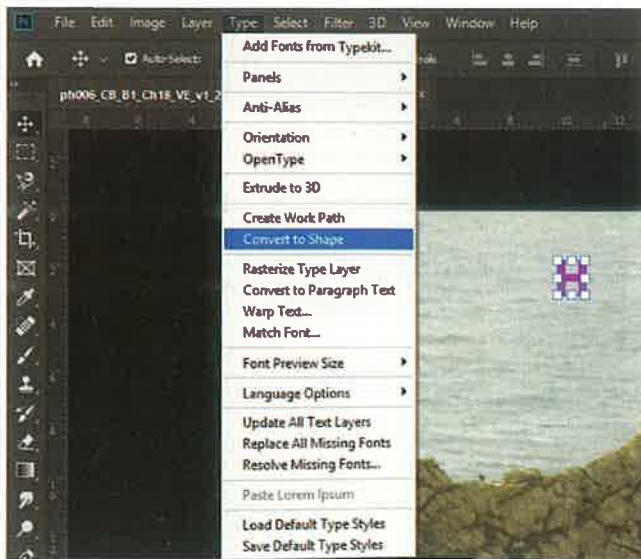 Ps File Edit Image Layer Type Select Filter 3D View Window Help
Auto-Select:
ph006_CB_B1_Ch18_VE_v1_2
Add Fonts from Typekit...
Panels
Anti-Alias
Orientation
OpenType
Extrude to 3D
Create Work Path
Convert to Shape
Rasterize Type Layer
Convert to Paragraph Text
Warp Text...
Match Font...
Font Preview Size
Language Options
Update All Text Layers
Replace All Missing Fonts
Resolve Missing Fonts...
Paste Lorem Ipsum
Load Default Type Styles
Save Default Type Styles
H